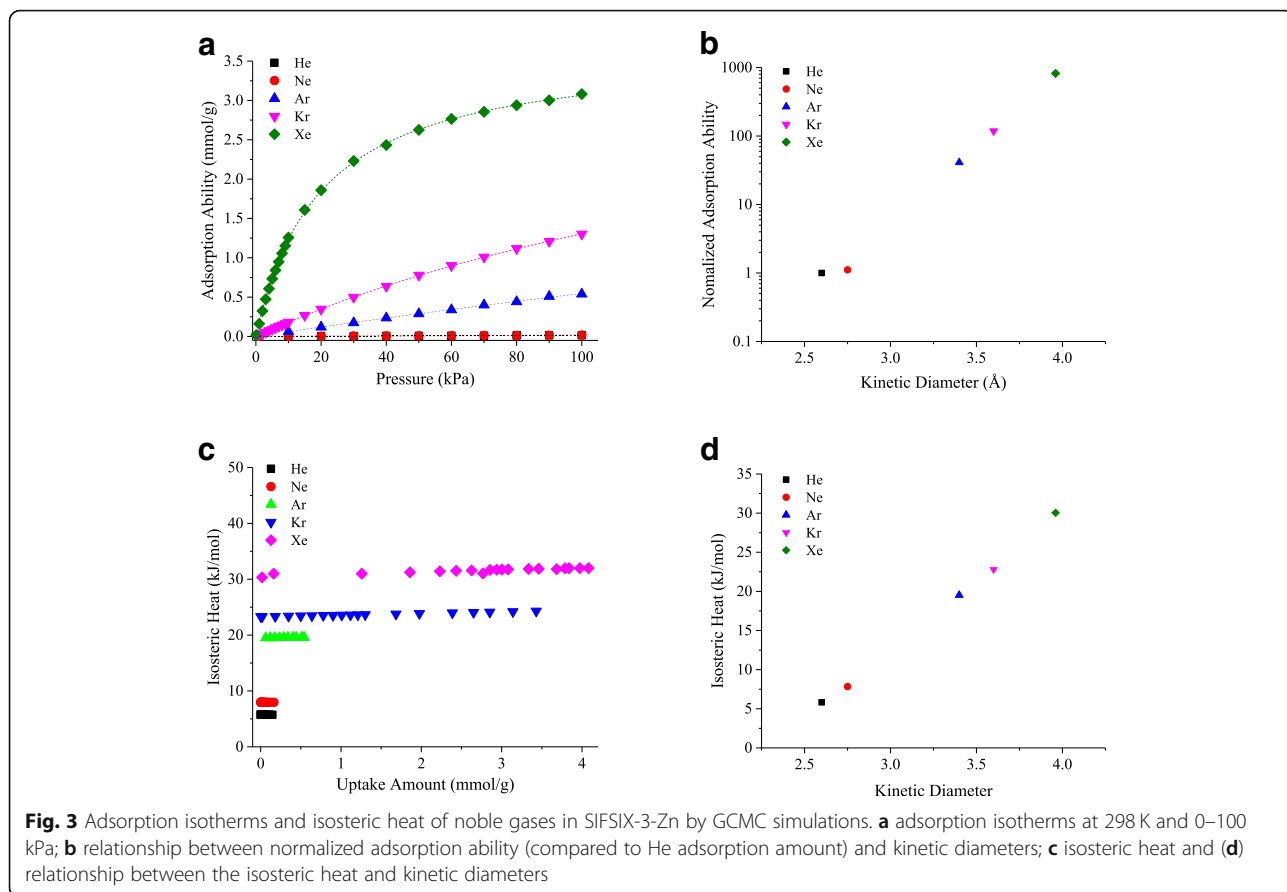 a
He
Ne
Ar
Kr
Xe
3.5
3.0
2.5
2.0
1.5
1.0
0.5
0.0
Adsorption Ability (mmol/g)
0 20 40 60 80 100
Pressure (kPa)
b
He
Ne
Ar
Kr
Xe
1000
100
10
1
0.1
Nomalized Adsorption Ability
2.5 3.0 3.5 4.0
Kinetic Diameter (Å)
c
He
Ne
Ar
Kr
Xe
50
40
30
20
10
0
Isosteric Heat (kJ/mol)
0 1 2 3 4
Uptake Amount (mmol/g)
d
He
Ne
Ar
Kr
Xe
35
30
25
20
15
10
5
0
Isosteric Heat (kJ/mol)
2.5 3.0 3.5 4.0
Kinetic Diameter
Fig. 3 Adsorption isotherms and isosteric heat of noble gases in SIFSIX-3-Zn by GCMC simulations. a adsorption isotherms at 298 K and 0–100
kPa; b relationship between normalized adsorption ability (compared to He adsorption amount) and kinetic diameters; c isosteric heat and (d)
relationship between the isosteric heat and kinetic diameters